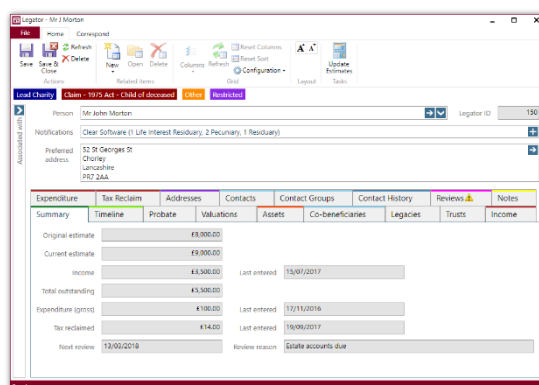 Legator - Mr J Morton
File Home Correspond
Save Save & Close Refresh Delete New Open Delete Columns Refresh Reset Columns Reset Sort Configuration A A Update Estimates
Actions Related items Grid Layout Tasks
Lead Charity Claim - 1975 Act - Child of deceased Other Restricted
Associated with
Person Mr John Morton Legator ID 150
Notifications Clear Software (1 Life Interest Residuary, 2 Pecuniary, 1 Residuary)
Preferred address 52 St Georges St
Chorley
Lancashire
PR7 2AA
Expenditure Tax Reclaim Addresses Contacts Contact Groups Contact History Reviews Notes
Summary Timeline Probate Valuations Assets Co-beneficiaries Legacies Trusts Income
Original estimate £8,000.00
Current estimate £9,000.00
Income £3,500.00 Last entered 15/07/2017
Total outstanding £5,500.00
Expenditure (gross) £100.00 Last entered 17/11/2016
Tax reclaimed £14.00 Last entered 19/09/2017
Next review 13/03/2018 Review reason Estate accounts due